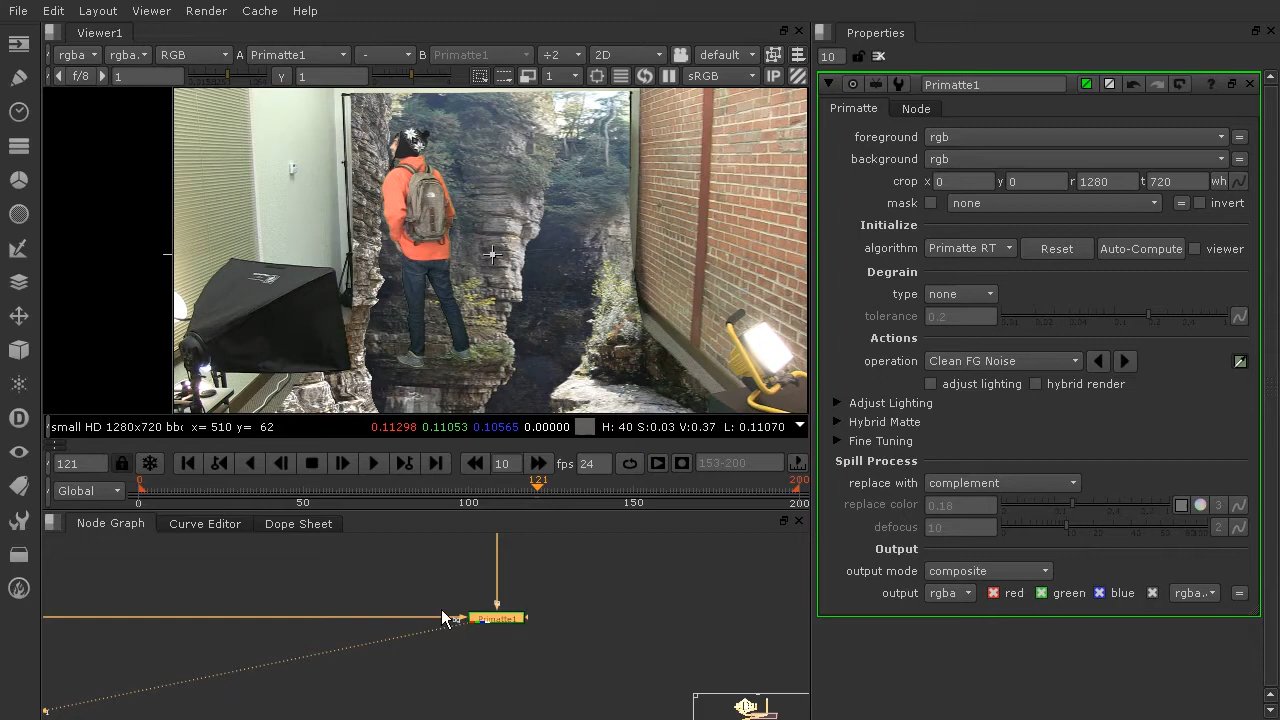 File Edit Layout Viewer Render Cache Help
Viewer1
rgba rgba. RGB A Primatte1 - B Primatte1 ÷2 2D default
f/8 1 Y 1 1 sRGB IP
small HD 1280x720 bbc x= 510 y= 62 0.11298 0.11053 0.10565 0.00000 H: 40 S:0.03 V:0.37 L: 0.11070
121 10 fps 24 153-200
Global 0 121 200
0 50 100 150 200
Node Graph Curve Editor Dope Sheet
Primatte1
Properties
10
Primatte1
Primatte Node
foreground rgb =
background rgb =
crop x 0 y 0 r 1280 t 720 wh
mask none = invert
Initialize
algorithm Primatte RT Reset Auto-Compute viewer
Degrain
type none
tolerance 0.2
Actions
operation Clean FG Noise
adjust lighting hybrid render
Adjust Lighting
Hybrid Matte
Fine Tuning
Spill Process
replace with complement
replace color 0.18 3
defocus 10 2
Output
output mode composite
output rgba red green blue rgba. =